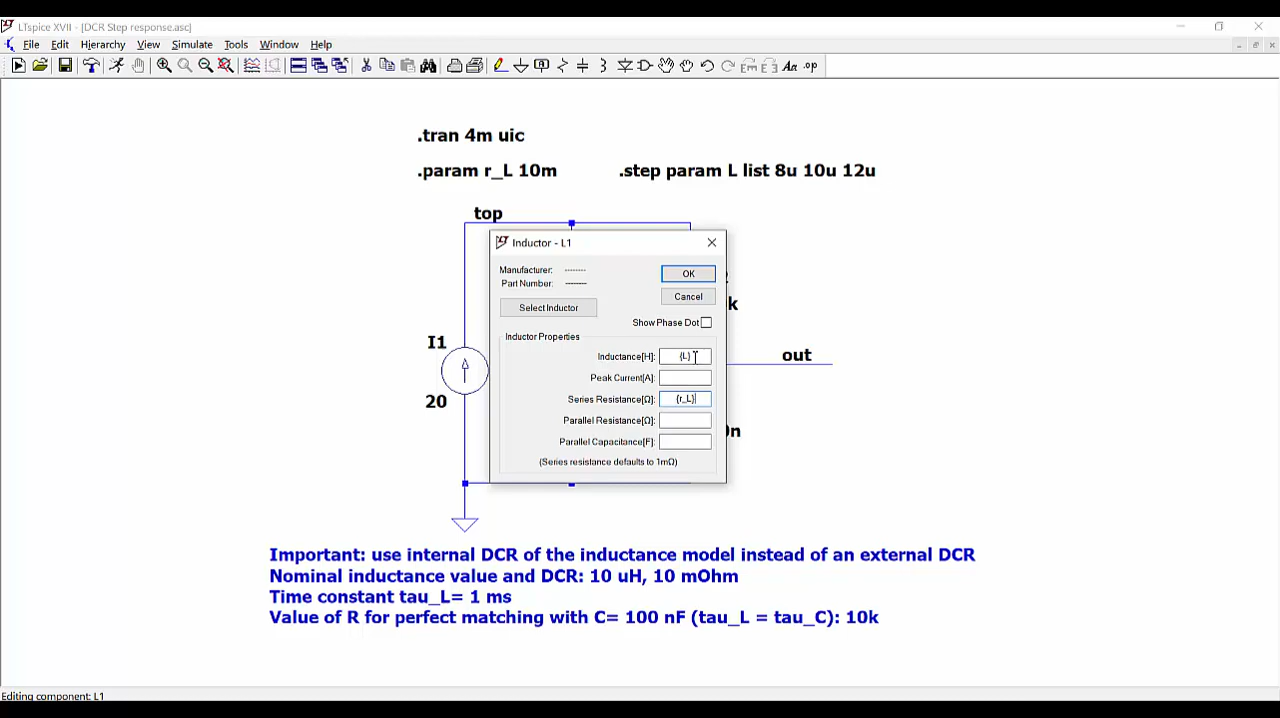 LTspice XVII - [DCR Step response.asc]
File Edit Hierarchy View Simulate Tools Window Help
.tran 4m uic
.param r_L 10m
.step param L list 8u 10u 12u
top
Inductor - L1
Manufacturer: --------
Part Number: --------
OK
Cancel
Select Inductor
Show Phase Dot
Inductor Properties
Inductance[H]: {L}
Peak Current[A]:
Series Resistance[Ω]: {r_L}
Parallel Resistance[Ω]:
Parallel Capacitance[F]:
(Series resistance defaults to 1mΩ)
I1
20
k
out
n
Important: use internal DCR of the inductance model instead of an external DCR
Nominal inductance value and DCR: 10 uH, 10 mOhm
Time constant tau_L= 1 ms
Value of R for perfect matching with C= 100 nF (tau_L = tau_C): 10k
Editing component: L1